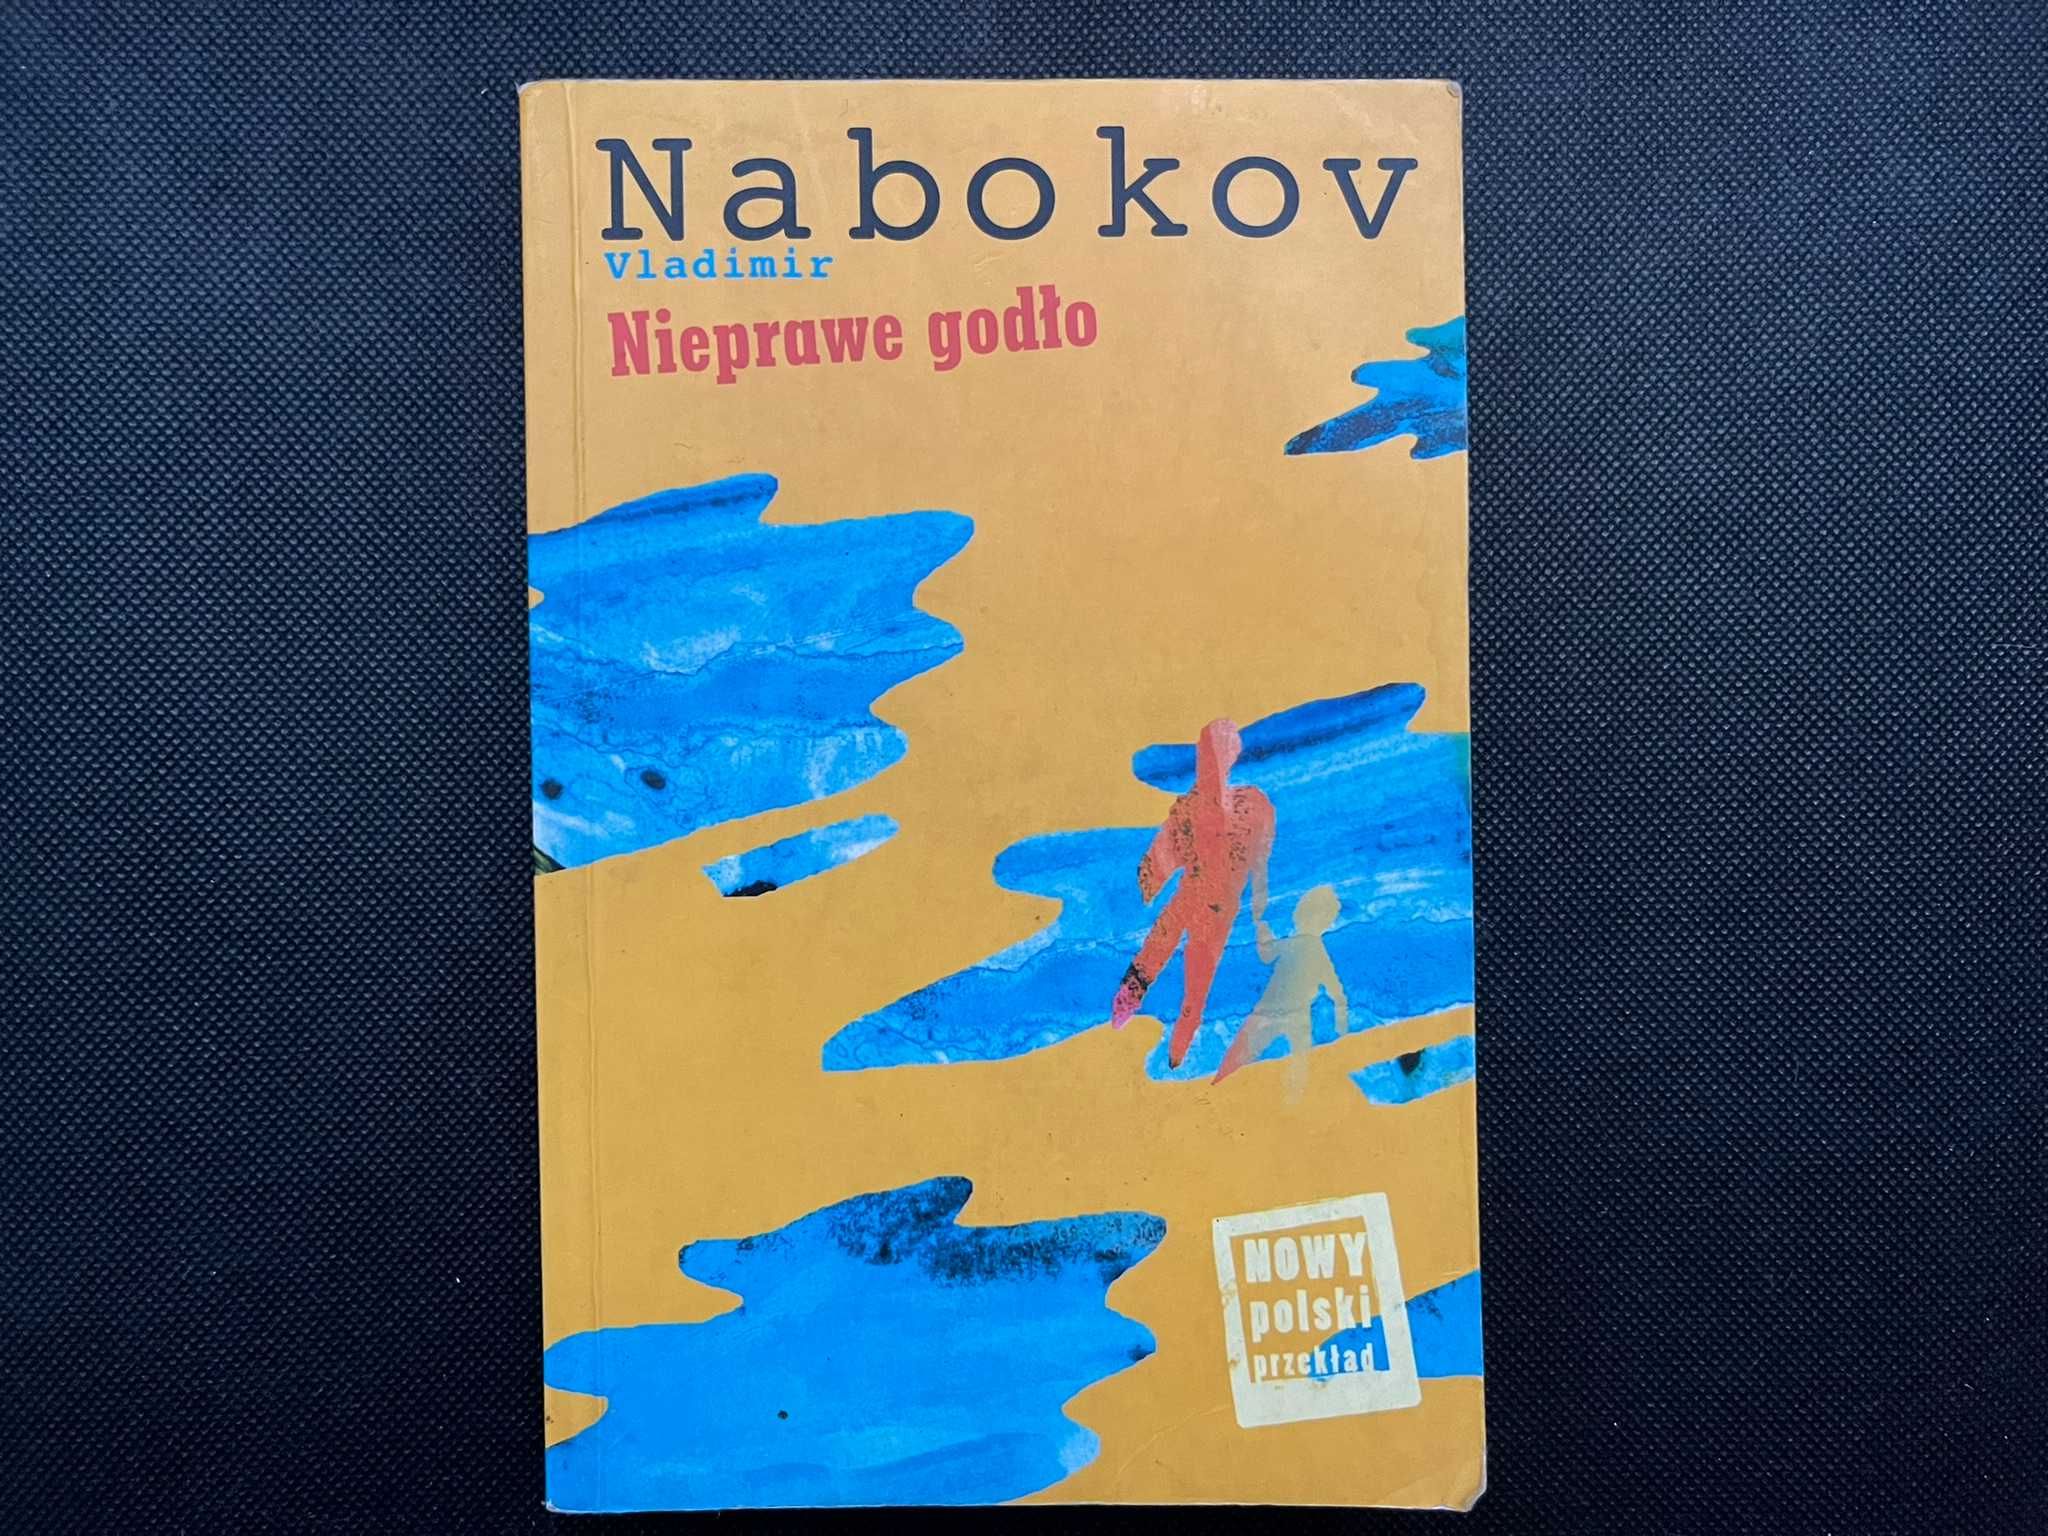 Nabokov
Vladimir
Nieprawe godło
NOWY
polski
przekład